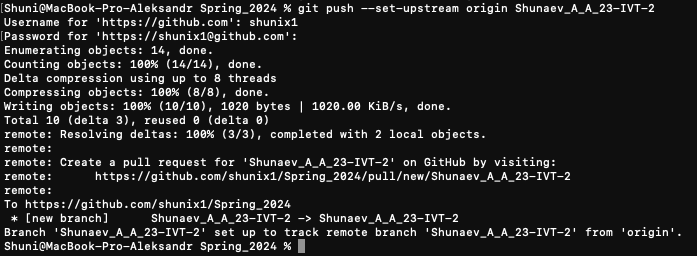 [Shuni@MacBook-Pro-Aleksandr Spring_2024 % git push --set-upstream origin Shunaev_A_A_23-IVT-2
Username for 'https://github.com': shunix1
[Password for 'https://shunix1@github.com':
Enumerating objects: 14, done.
Counting objects: 100% (14/14), done.
Delta compression using up to 8 threads
Compressing objects: 100% (8/8), done.
Writing objects: 100% (10/10), 1020 bytes | 1020.00 KiB/s, done.
Total 10 (delta 3), reused 0 (delta 0)
remote: Resolving deltas: 100% (3/3), completed with 2 local objects.
remote:
remote: Create a pull request for 'Shunaev_A_A_23-IVT-2' on GitHub by visiting:
remote:      https://github.com/shunix1/Spring_2024/pull/new/Shunaev_A_A_23-IVT-2
remote:
To https://github.com/shunix1/Spring_2024
 * [new branch]      Shunaev_A_A_23-IVT-2 -> Shunaev_A_A_23-IVT-2
Branch 'Shunaev_A_A_23-IVT-2' set up to track remote branch 'Shunaev_A_A_23-IVT-2' from 'origin'.
Shuni@MacBook-Pro-Aleksandr Spring_2024 %